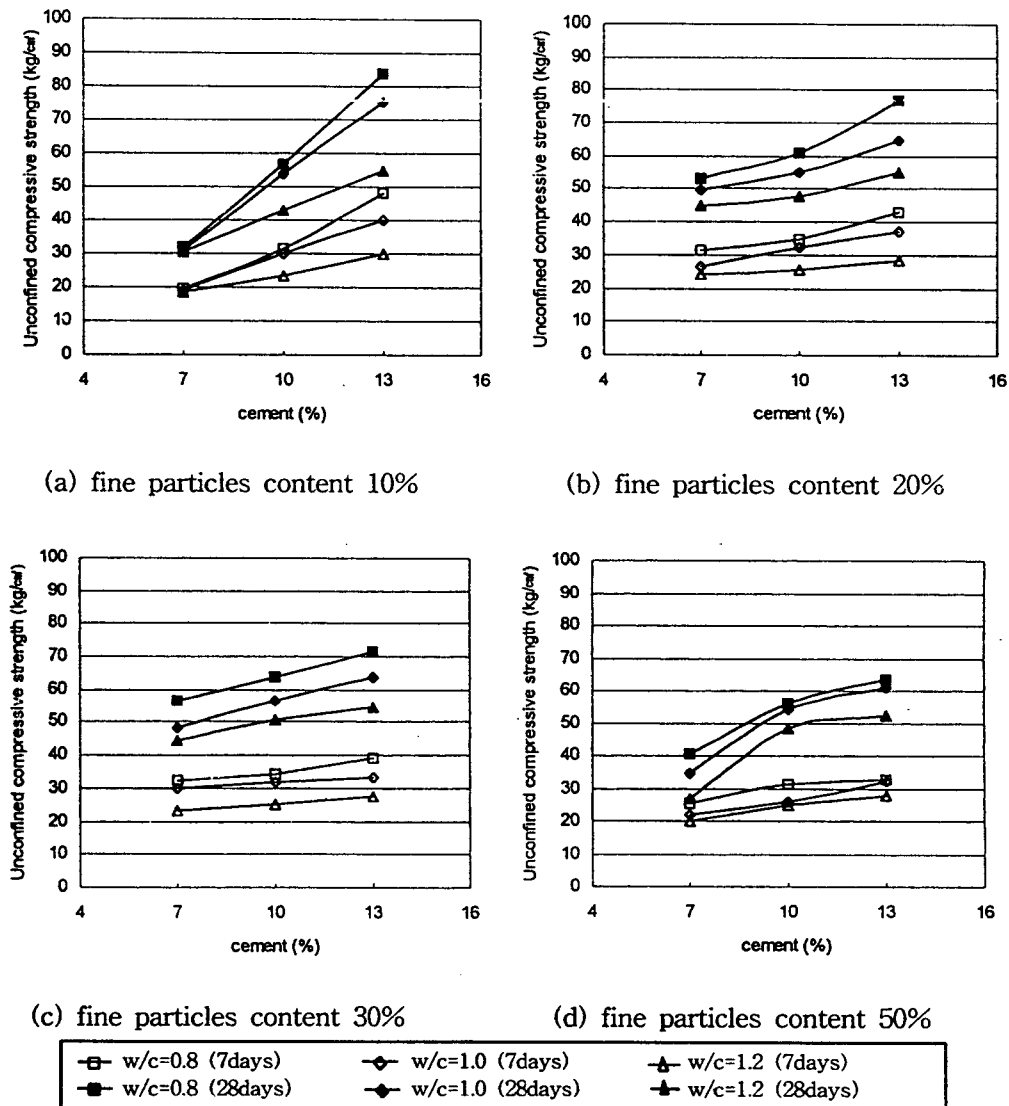 Unconfined compressive strength (kg/㎠)
100
90
80
70
60
50
40
30
20
10
0
4 7 10 13 16
cement (%)
(a) fine particles content 10%
Unconfined compressive strength (kg/㎠)
100
90
80
70
60
50
40
30
20
10
0
4 7 10 13 16
cement (%)
(b) fine particles content 20%
Unconfined compressive strength (kg/㎠)
100
90
80
70
60
50
40
30
20
10
0
4 7 10 13 16
cement (%)
(c) fine particles content 30%
Unconfined compressive strength (kg/㎠)
100
90
80
70
60
50
40
30
20
10
0
4 7 10 13 16
cement (%)
(d) fine particles content 50%
w/c=0.8 (7days) w/c=1.0 (7days) w/c=1.2 (7days)
w/c=0.8 (28days) w/c=1.0 (28days) w/c=1.2 (28days)